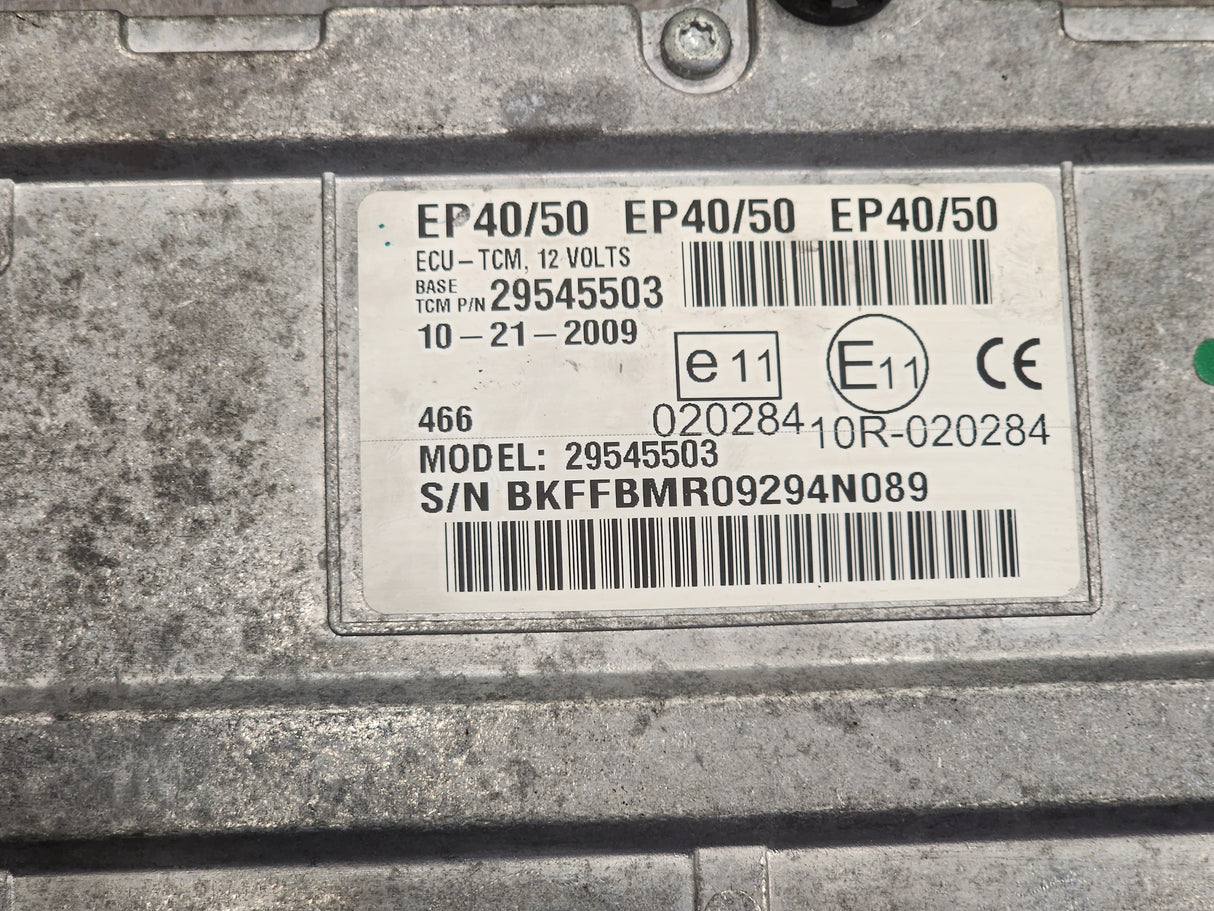 EP40/50 EP40/50 EP40/50
ECU-TCM, 12 VOLTS
BASE
TCM P/N 29545503
10-21-2009
e 11
E11
CE
466
020284
10R-020284
MODEL: 29545503
S/N BKFFBMR09294N089